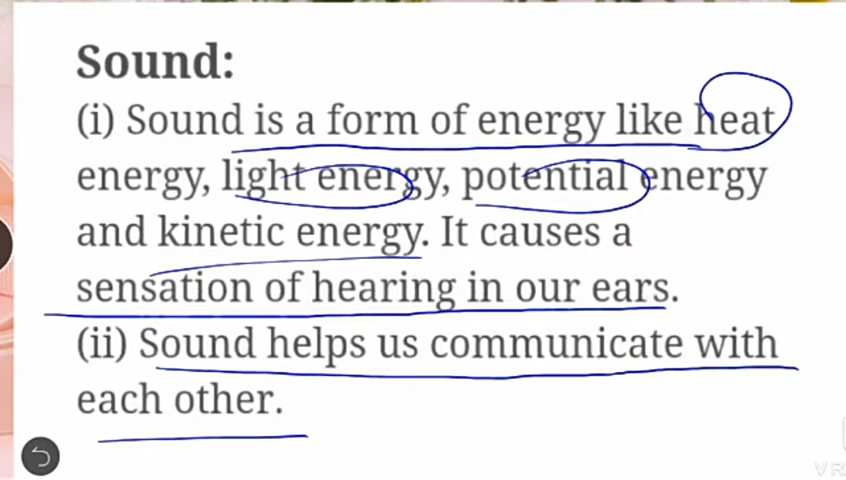 Sound:
(i) Sound is a form of energy like heat
energy, light energy, potential energy
and kinetic energy. It causes a
sensation of hearing in our ears.
(ii) Sound helps us communicate with
each other.